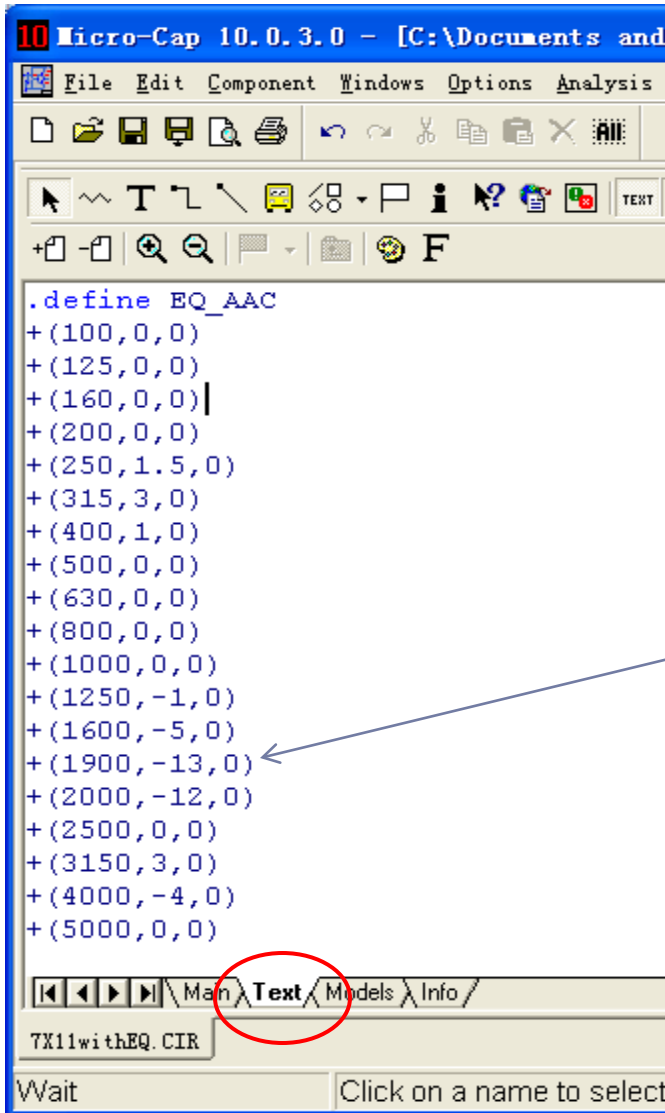 10 Micro-Cap 10.0.3.0 - [C:\Documents and
File Edit Component Windows Options Analysis
All
T ? TEXT
F
.define EQ_AAC
+(100,0,0)
+(125,0,0)
+(160,0,0)
+(200,0,0)
+(250,1.5,0)
+(315,3,0)
+(400,1,0)
+(500,0,0)
+(630,0,0)
+(800,0,0)
+(1000,0,0)
+(1250,-1,0)
+(1600,-5,0)
+(1900,-13,0)
+(2000,-12,0)
+(2500,0,0)
+(3150,3,0)
+(4000,-4,0)
+(5000,0,0)
Main Text Models Info
7X11withEQ.CIR
Wait Click on a name to select